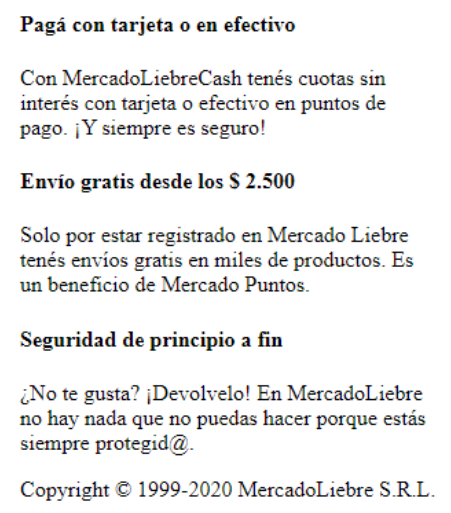 Pagá con tarjeta o en efectivo
Con MercadoLiebreCash tenés cuotas sin
interés con tarjeta o efectivo en puntos de
pago. ¡Y siempre es seguro!
Envío gratis desde los $ 2.500
Solo por estar registrado en Mercado Liebre
tenés envíos gratis en miles de productos. Es
un beneficio de Mercado Puntos.
Seguridad de principio a fin
¿No te gusta? ¡Devolvelo! En MercadoLiebre
no hay nada que no puedas hacer porque estás
siempre protegid@.
Copyright © 1999-2020 MercadoLiebre S.R.L.